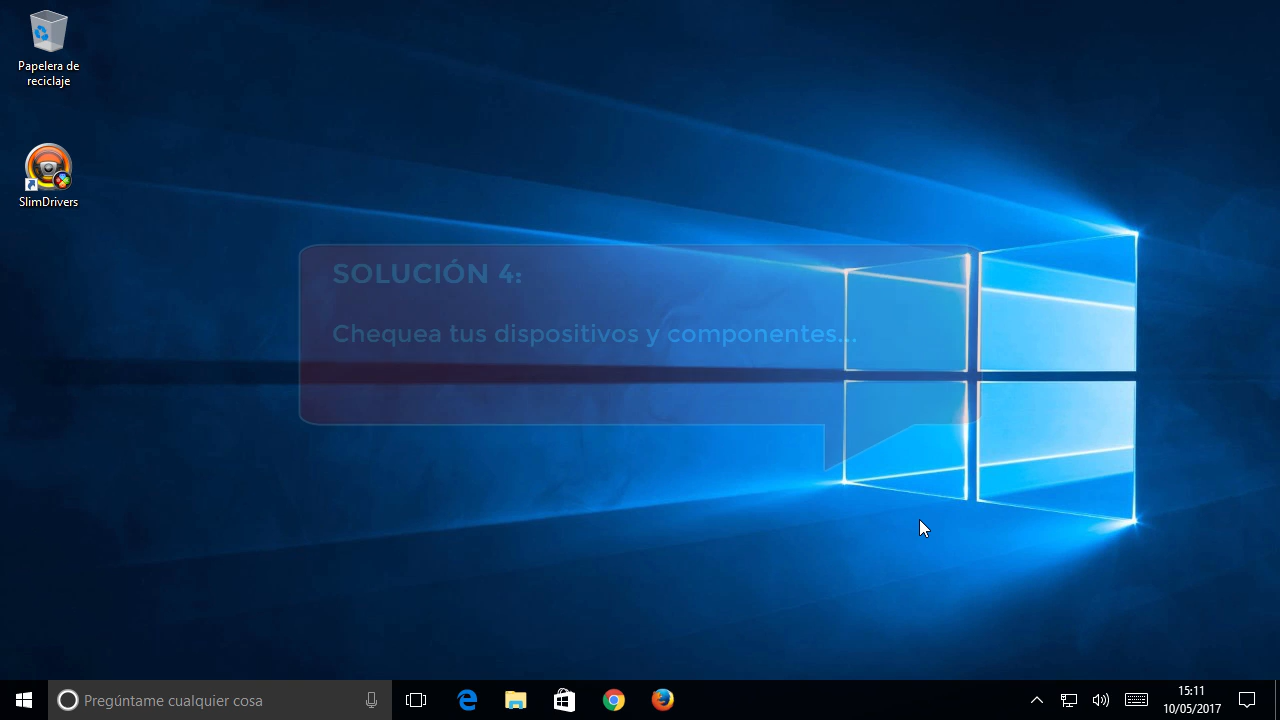 Papelera de
reciclaje
SlimDrivers
SOLUCIÓN 4:
Chequea tus dispositivos y componentes...
Pregúntame cualquier cosa
15:11
10/05/2017